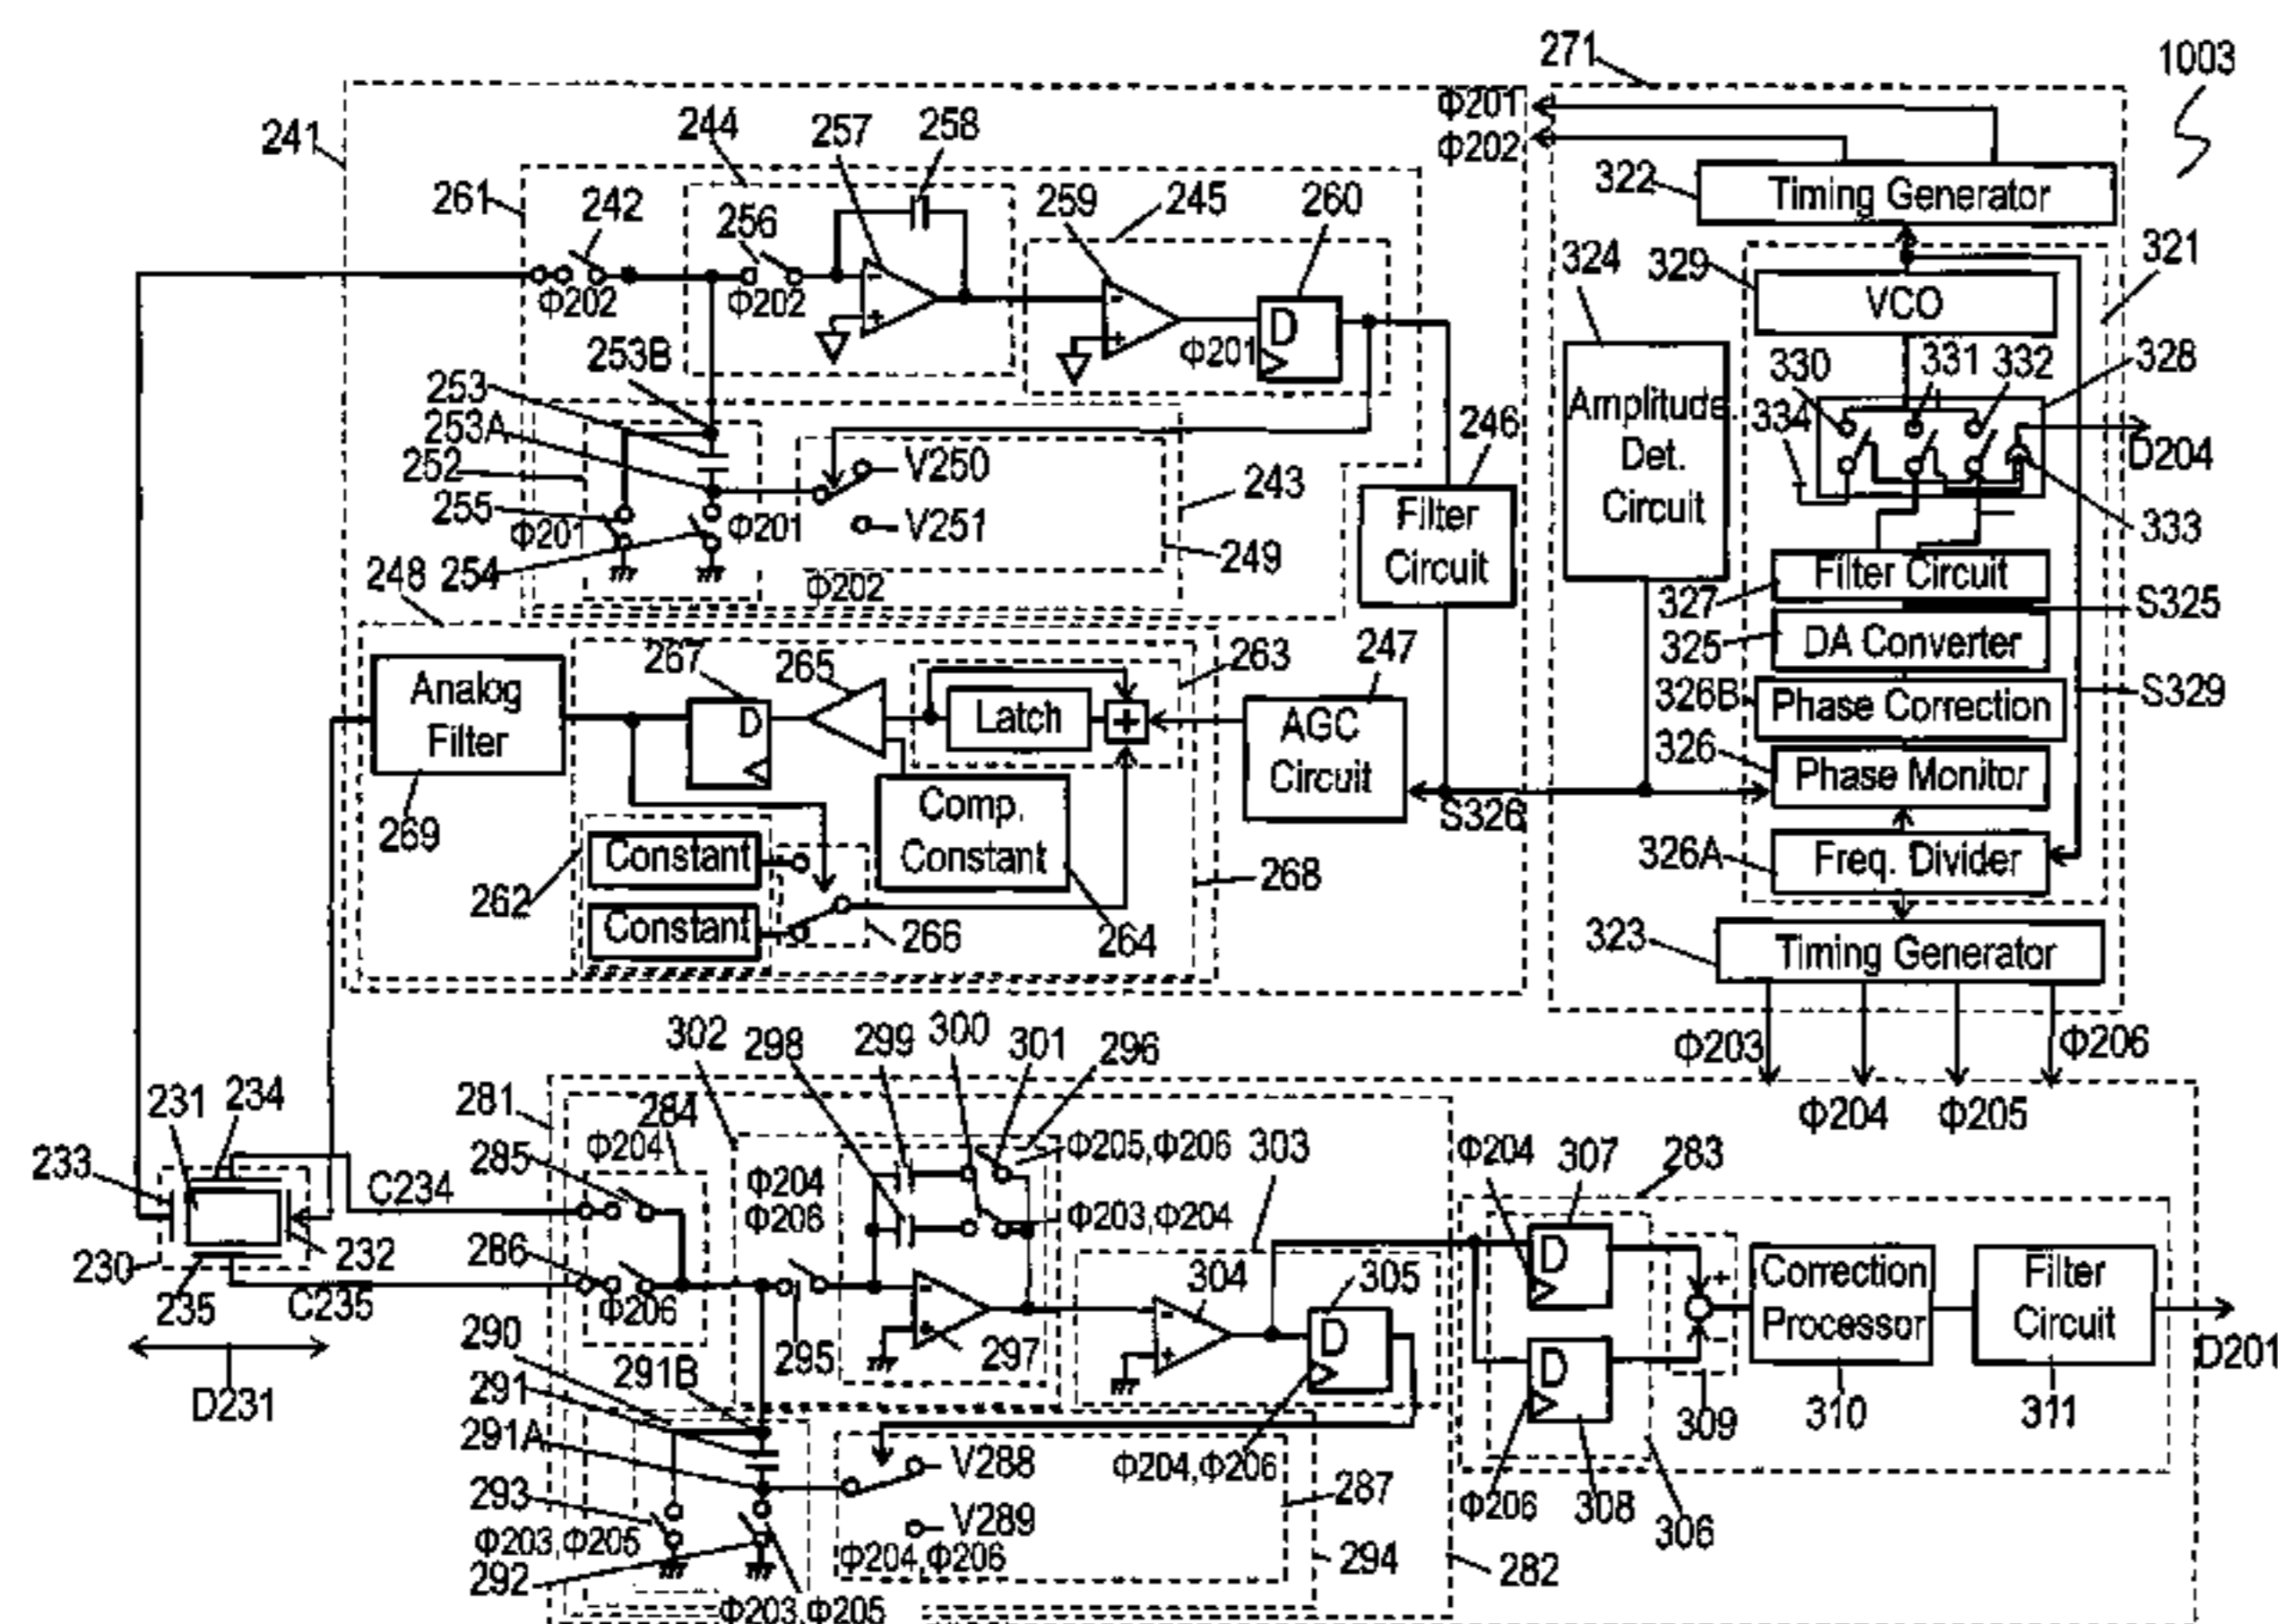 271
1003
Φ201
Φ202
241
244
257
258
322
Timing Generator
261
242
256
259
245
260
324
329
VCO
321
Φ202
Φ202
Φ201
D
253B
330
331
332
328
334
D204
253
253A
252
255
Φ201
Φ201
V250
V251
243
246
Amplitude
Det.
Circuit
Filter
Circuit
333
249
248
254
Φ202
Filter Circuit
327
S325
325
DA Converter
326B
Phase Correction
S329
326
Phase Monitor
267
265
263
247
Analog
Filter
D
Latch
+
AGC
Circuit
S326
269
Comp.
Constant
Constant
262
Constant
268
266
264
326A
Freq. Divider
323
Timing Generator
Φ203
Φ206
Φ204
Φ205
302
298
299
300
301
296
281
284
Φ204
231
234
233
285
C234
Φ204
Φ206
Φ205,Φ206
303
Φ203,Φ204
Φ204
307
283
D
230
235
232
286
C235
Φ206
304
305
D
Correction
Processor
Filter
Circuit
D201
290
295
297
D
291
291B
309
310
311
D231
291A
V288
Φ204,Φ206
287
Φ206
308
306
293
Φ203,Φ205
V289
Φ204,Φ206
292
294
282
Φ203,Φ205